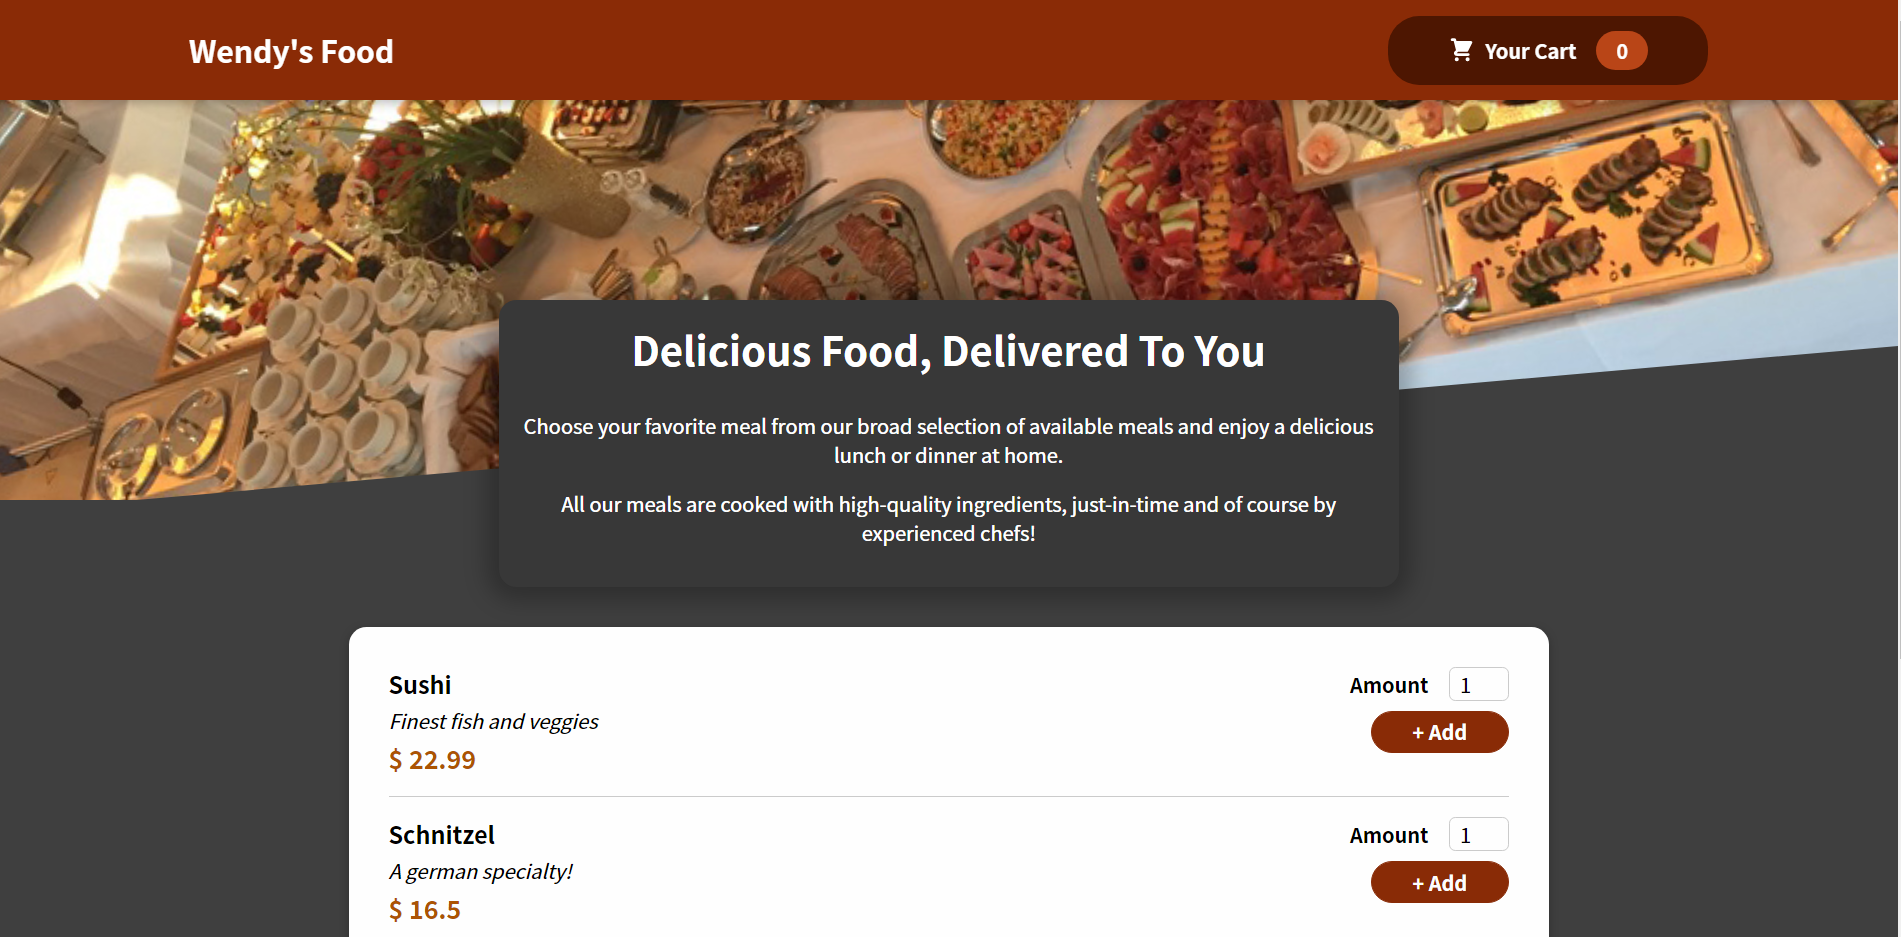 Wendy's Food
Your Cart 0
Delicious Food, Delivered To You
Choose your favorite meal from our broad selection of available meals and enjoy a delicious
lunch or dinner at home.
All our meals are cooked with high-quality ingredients, just-in-time and of course by
experienced chefs!
Sushi
Finest fish and veggies
$ 22.99
Amount 1
+ Add
Schnitzel
A german specialty!
$ 16.5
Amount 1
+ Add